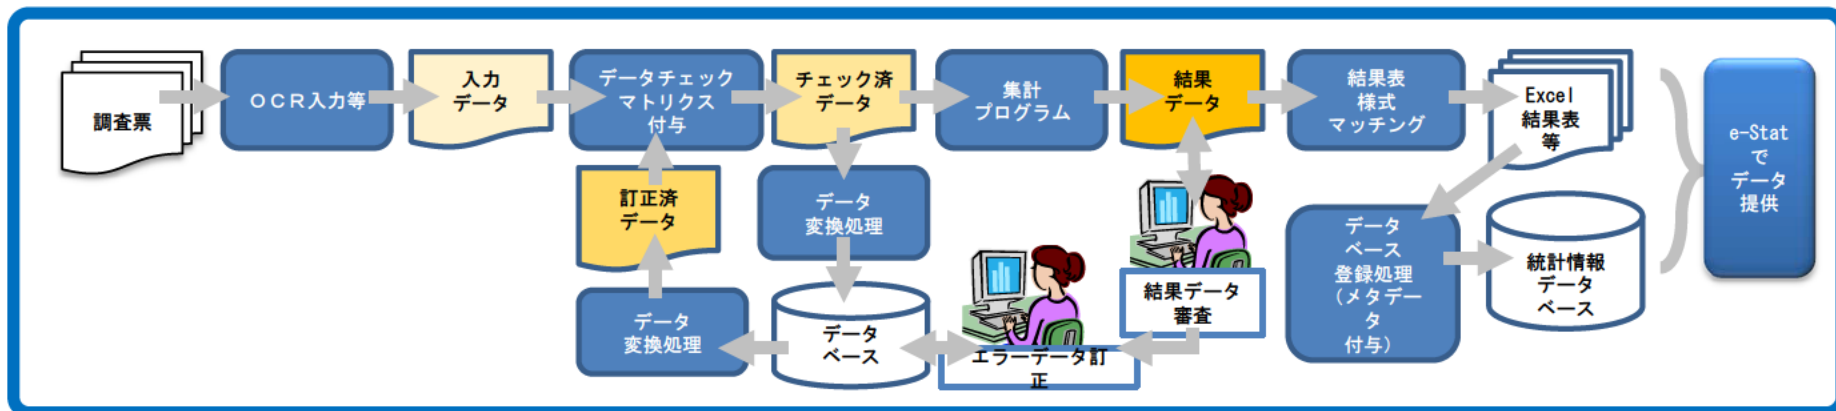 調査票
ＯＣＲ入力等
入力
データ
データチェック
マトリクス
付与
チェック済
データ
集計
プログラム
結果
データ
結果表
様式
マッチング
Excel
結果表
等
e-Stat
で
データ
提供
訂正済
データ
データ
変換処理
データ
変換処理
データ
ベース
エラーデータ訂
正
結果データ
審査
データ
ベース
登録処理
（メタデー
タ
付与）
統計情報
データ
ベース